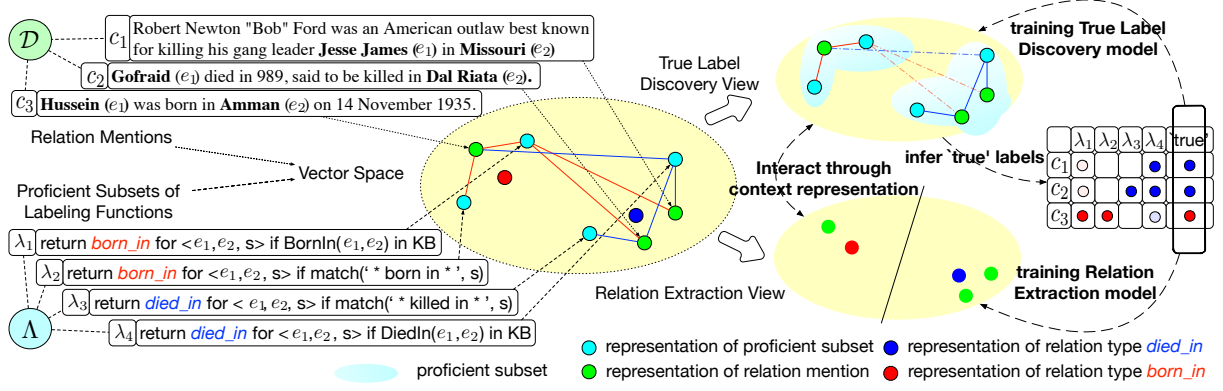 D
c1 Robert Newton "Bob" Ford was an American outlaw best known
for killing his gang leader Jesse James (e1) in Missouri (e2)
c2 Gofraid (e1) died in 989, said to be killed in Dal Riata (e2).
c3 Hussein (e1) was born in Amman (e2) on 14 November 1935.
Relation Mentions
Vector Space
Proficient Subsets of
Labeling Functions
λ1 return born_in for <e1,e2, s> if BornIn(e1,e2) in KB
λ2 return born_in for <e1,e2, s> if match(‘ * born in * ’, s)
λ3 return died_in for < e1,e2, s> if match(‘ * killed in * ’, s)
λ4 return died_in for <e1,e2, s> if DiedIn(e1,e2) in KB
Λ
True Label
Discovery View
training True Label
Discovery model
Interact through
context representation
infer `true' labels
λ1 λ2 λ3 λ4 `true'
c1
c2
c3
Relation Extraction View
training Relation
Extraction model
representation of proficient subset
representation of relation type died_in
proficient subset
representation of relation mention
representation of relation type born_in